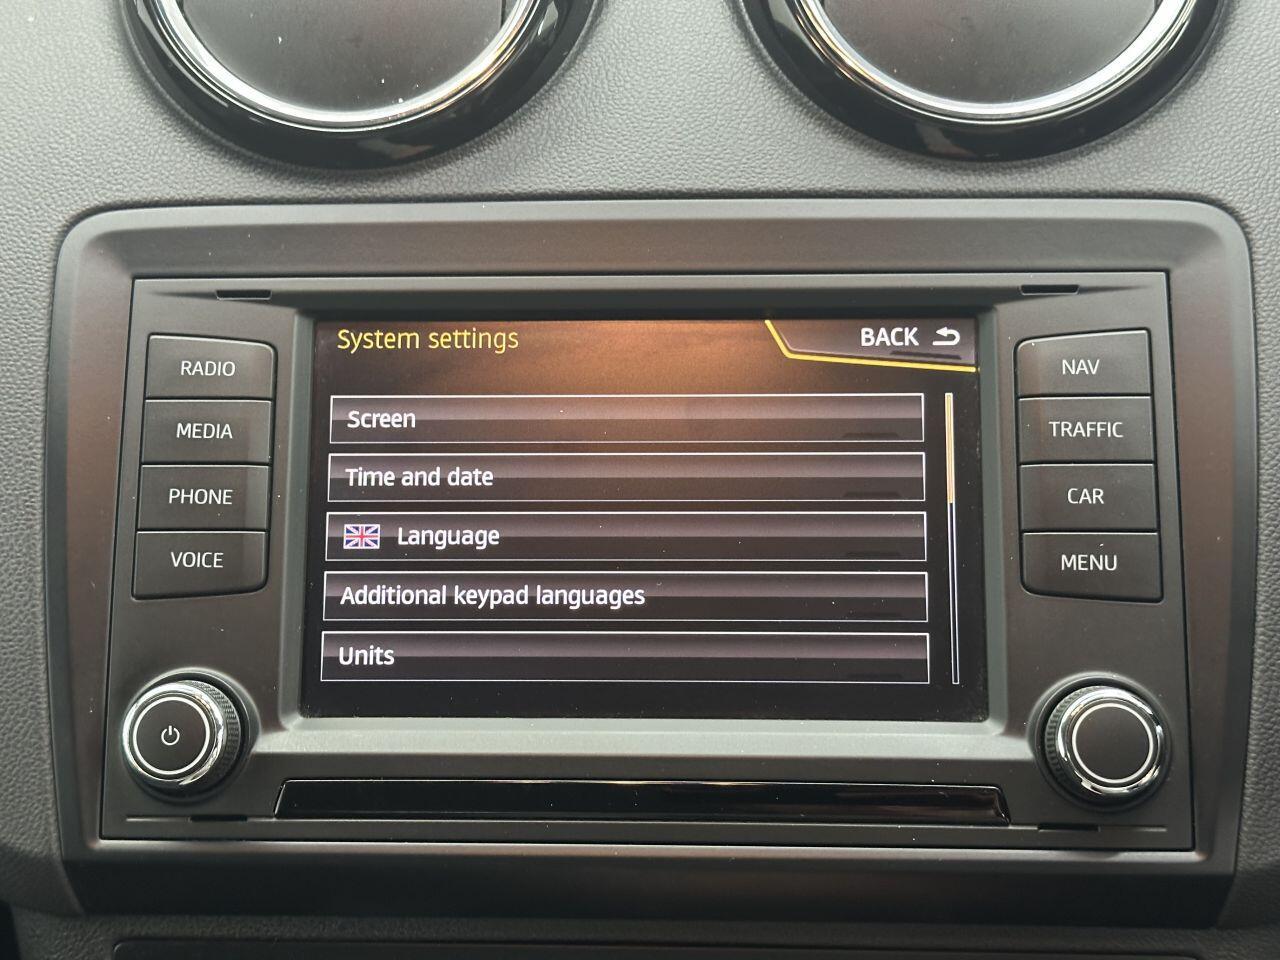 System settings
BACK
Screen
Time and date
Language
Additional keypad languages
Units
RADIO
MEDIA
PHONE
VOICE
NAV
TRAFFIC
CAR
MENU